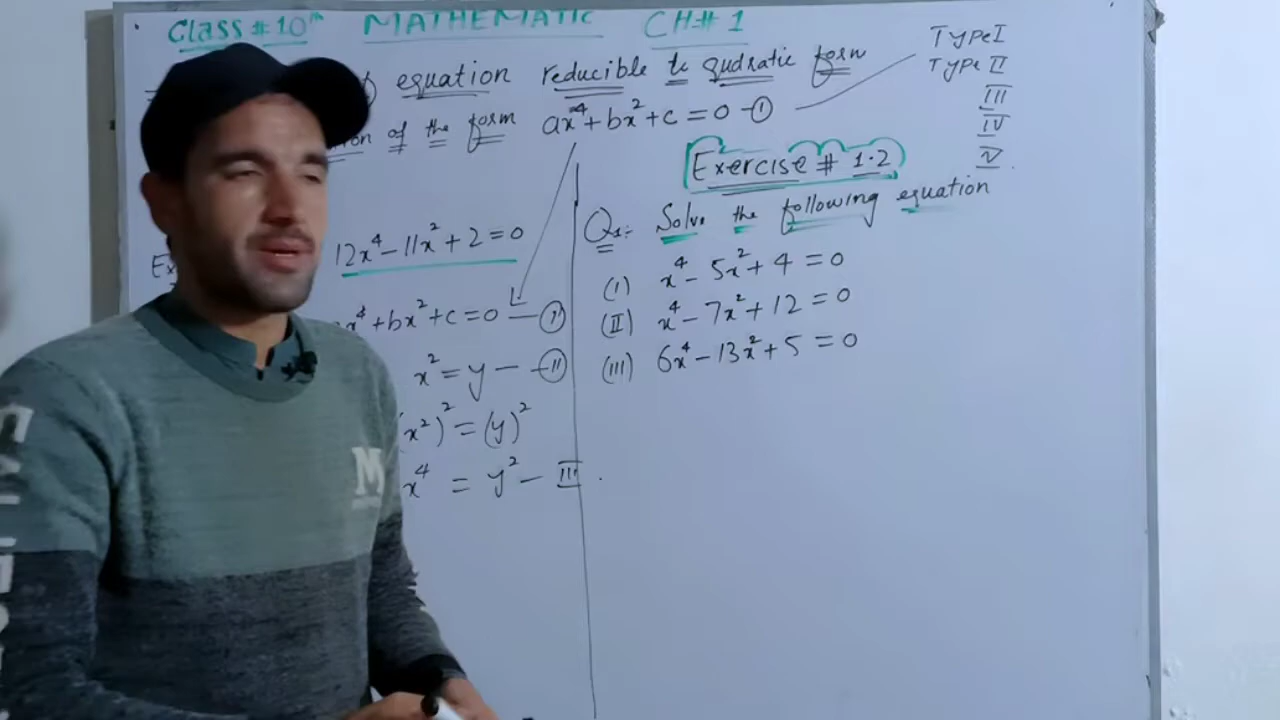 Class # 10th MATHEMATIC CH# 1
equation reducible to qudratic form
of the form ax⁴ + bx² + c = 0 - Ⓘ
Type I
Type II
III
IV
V
12x⁴ - 11x² + 2 = 0
x⁴ + bx² + c = 0 - Ⓘ
x² = y - (II)
(x²)² = (y)²
x⁴ = y² - III.
Exercise # 1.2
Q1: Solve the following equation
(I) x⁴ - 5x² + 4 = 0
(II) x⁴ - 7x² + 12 = 0
(III) 6x⁴ - 13x² + 5 = 0
M